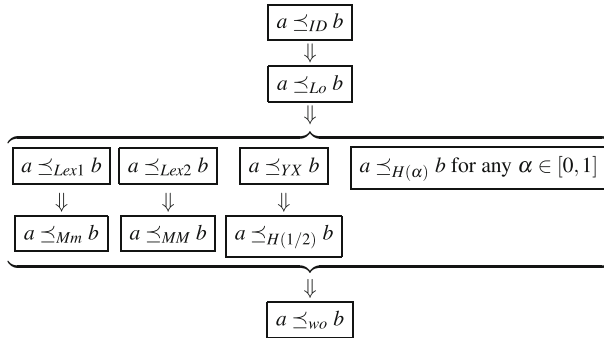 a ⪯_{ID} b
⇓
a ⪯_{Lo} b
⇓
a ⪯_{Lex1} b a ⪯_{Lex2} b a ⪯_{YX} b a ⪯_{H(α)} b for any α ∈ [0,1]
⇓ ⇓ ⇓
a ⪯_{Mm} b a ⪯_{MM} b a ⪯_{H(1/2)} b
⇓
a ⪯_{wo} b